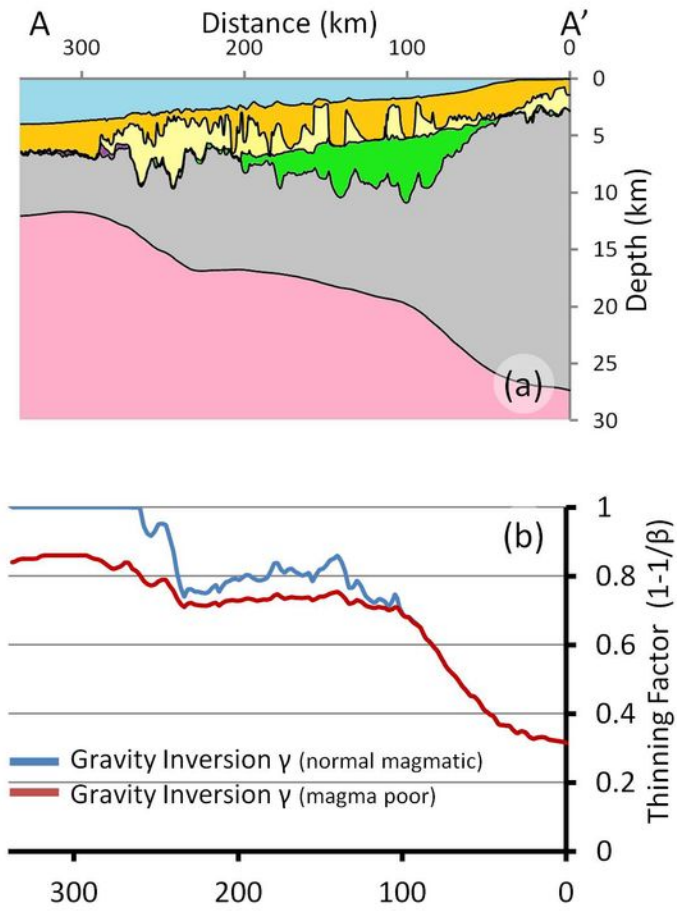 A Distance (km) A’
300 200 100 0
0
5
10
15
20
25
30
Depth (km)
(a)
(b)
1
0.8
0.6
0.4
0.2
0
Thinning Factor (1-1/β)
Gravity Inversion γ (normal magmatic)
Gravity Inversion γ (magma poor)
300 200 100 0